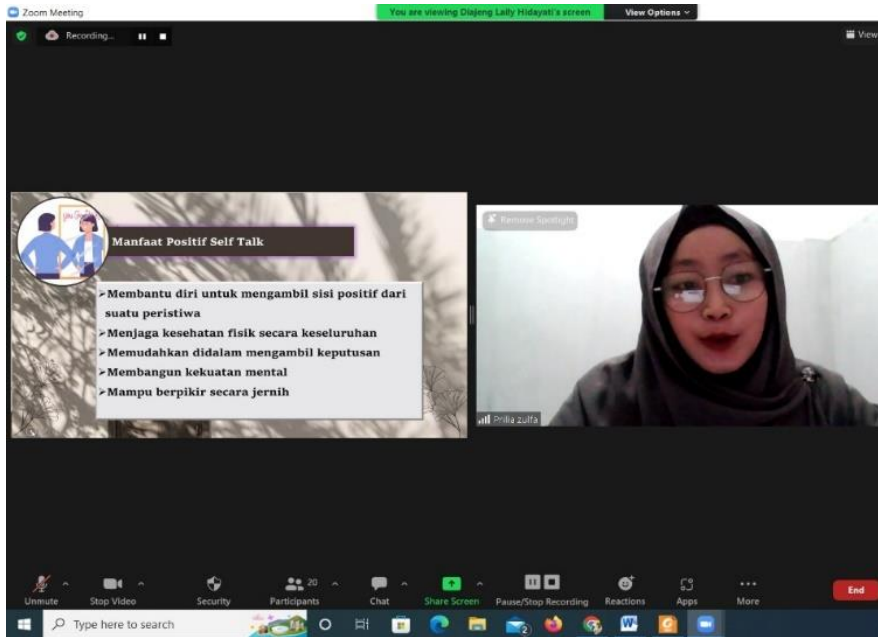 Zoom Meeting
You are viewing Diajeng Laily Hidayati's screen
View Options
Recording...
View
Manfaat Positif Self Talk
➢Membantu diri untuk mengambil sisi positif dari
suatu peristiwa
➢Menjaga kesehatan fisik secara keseluruhan
➢Memudahkan didalam mengambil keputusan
➢Membangun kekuatan mental
➢Mampu berpikir secara jernih
Remove Spotlight
Prilia zulfa
Unmute
Stop Video
Security
20
Participants
Chat
Share Screen
Pause/Stop Recording
Reactions
Apps
More
End
Type here to search